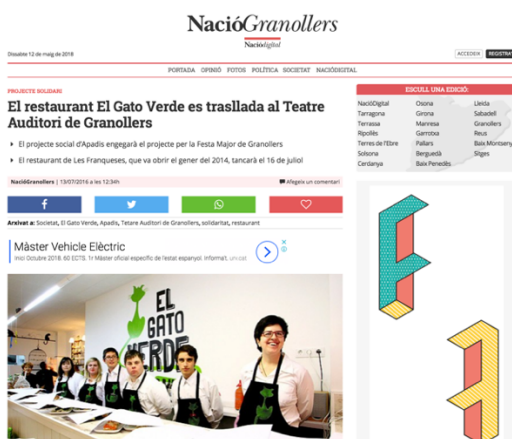 NacióGranollers
Naciódigital
Dissabte 12 de maig de 2018
ACCEDEIX
REGISTRA'
PORTADA OPINIÓ FOTOS POLÍTICA SOCIETAT NACIÓDIGITAL
PROJECTE SOLIDARI
El restaurant El Gato Verde es trasllada al Teatre
Auditori de Granollers
El projecte social d'Apadis engegarà el projecte per la Festa Major de Granollers
El restaurant de Les Franqueses, que va obrir el gener del 2014, tancarà el 16 de juliol
NacióGranollers | 13/07/2016 a les 12:34h
Afegeix un comentari
Arxivat a: Societat, El Gato Verde, Apadis, Tetare Auditori de Granollers, solidaritat, restaurant
Màster Vehicle Elèctric
Inici Octubre 2018. 60 ECTS. 1r Màster oficial específic de l'estat espanyol. Informa't. uvic.cat
EL
GATO
VERDE
ESCULL UNA EDICIÓ:
NacióDigital Osona Lleida
Tarragona Girona Sabadell
Terrassa Manresa Granollers
Ripollès Garrotxa Reus
Terres de l'Ebre Pallars Baix Montseny
Solsona Berguedà Sitges
Cerdanya Baix Penedès